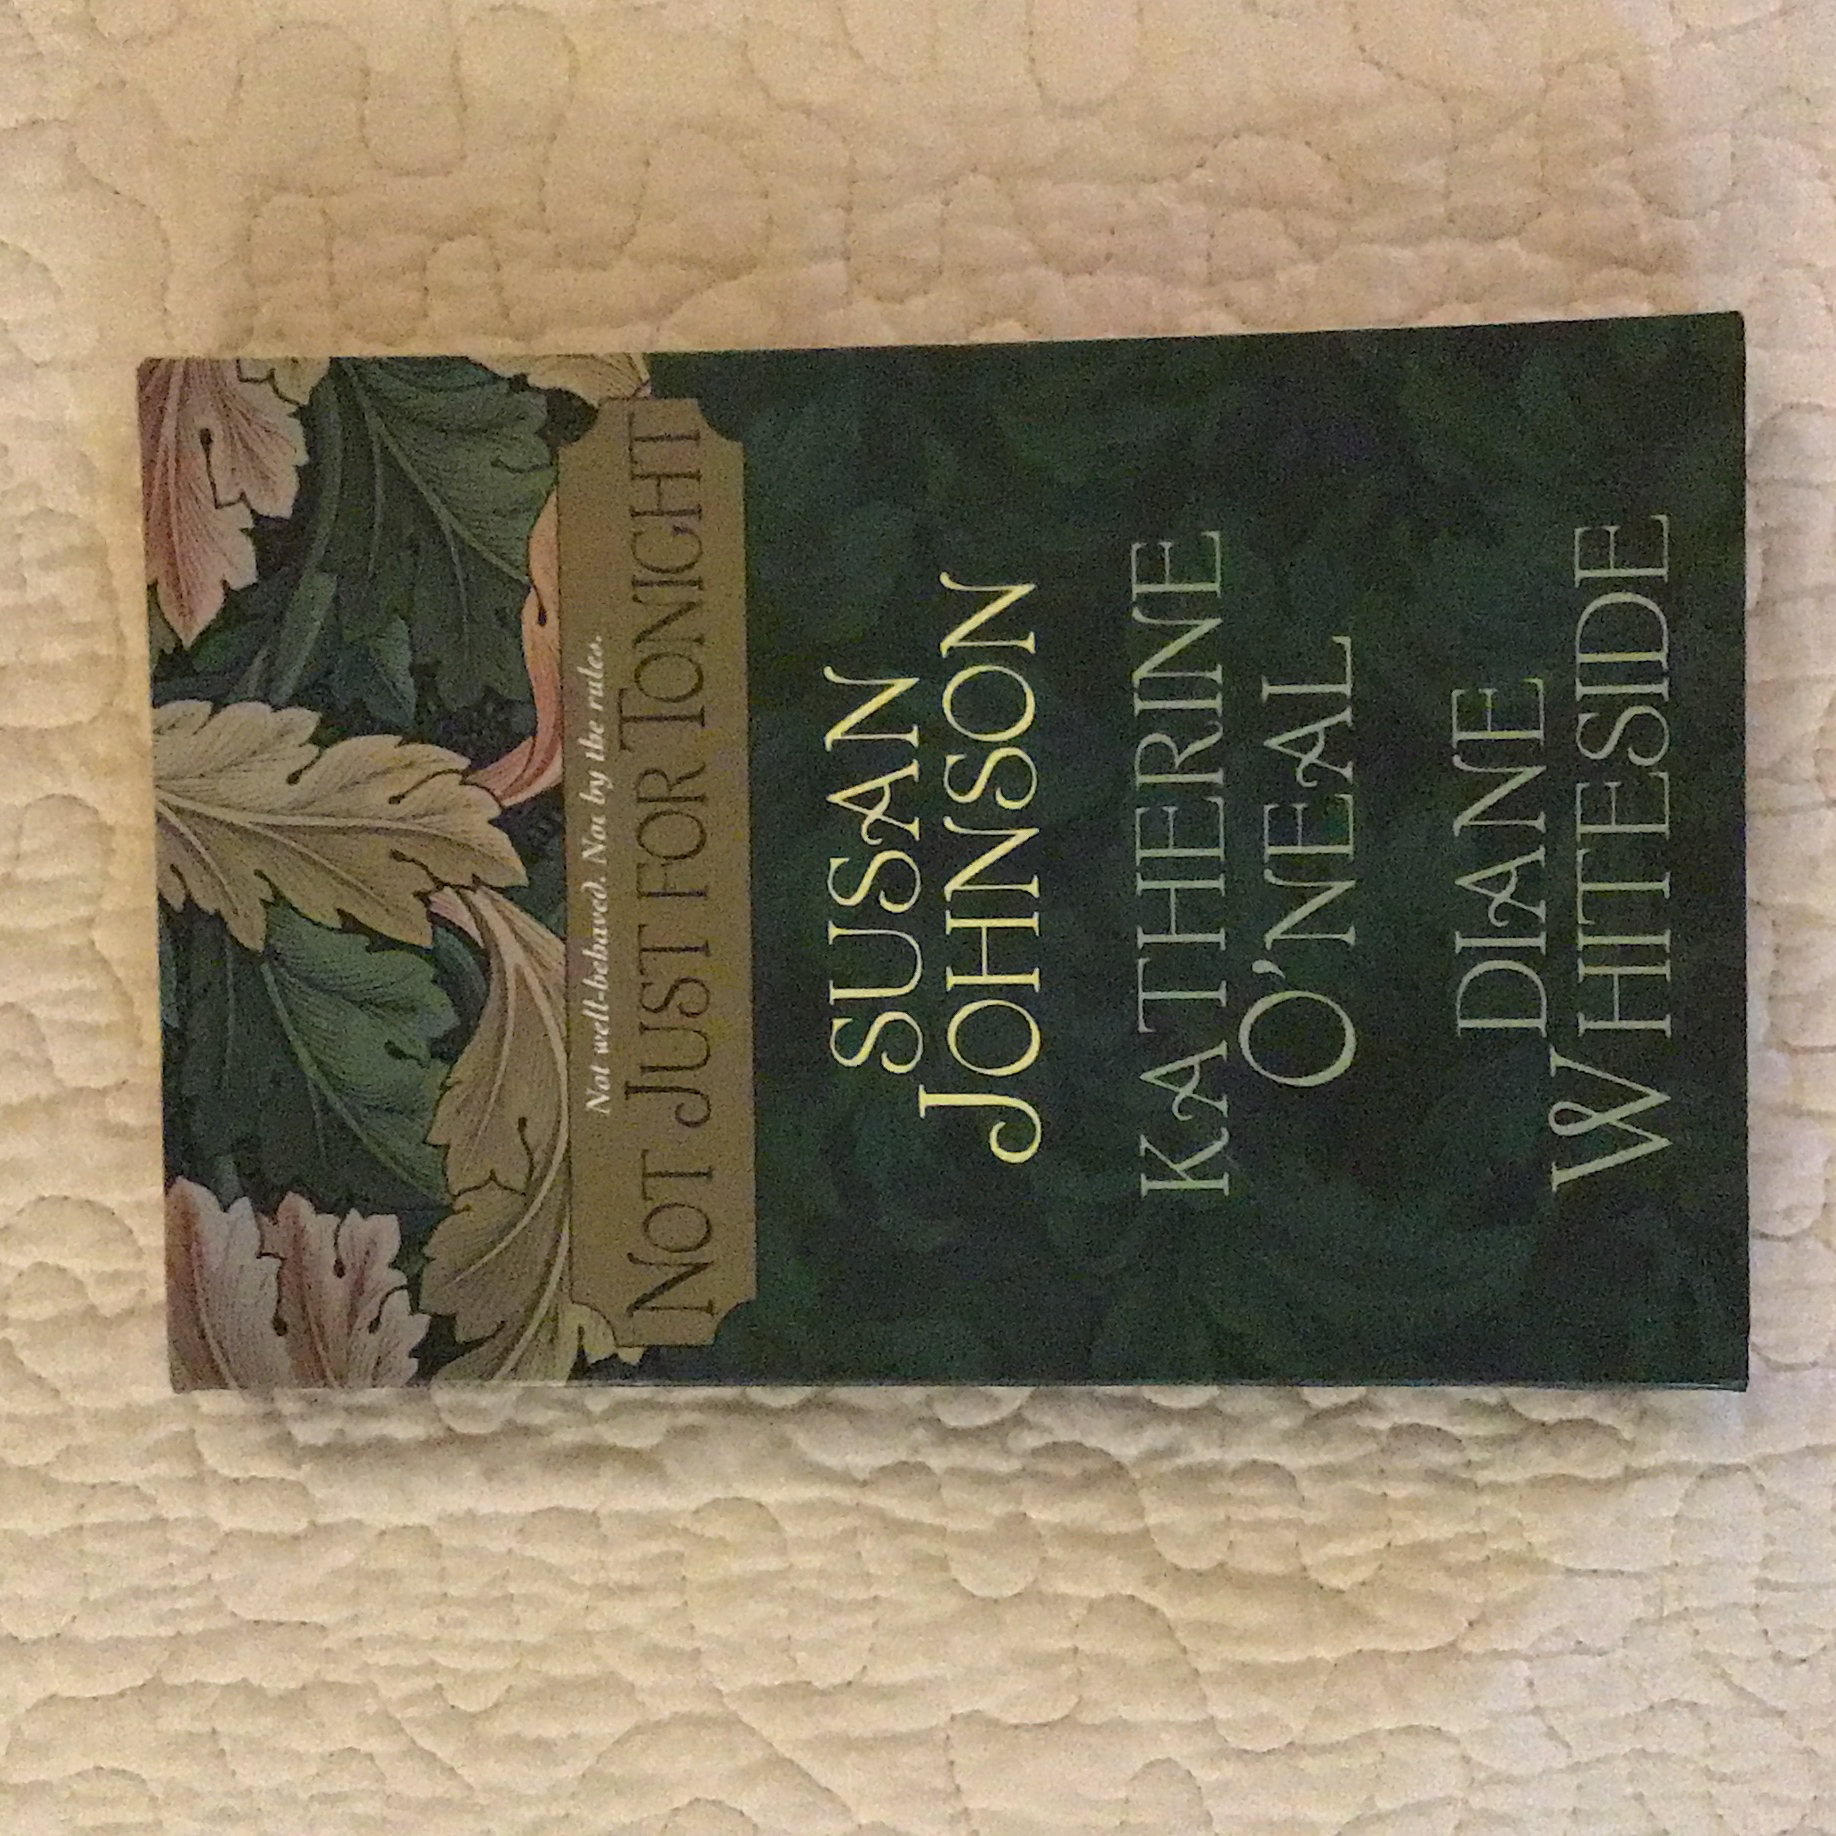 Not well-behaved. Not by the rules.
NOT JUST FOR TONIGHT
SUSAN
JOHNSON
KATHERINE
O'NEAL
DIANE
WHITESIDE